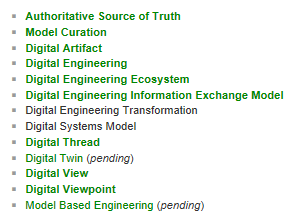 Authoritative Source of Truth
Model Curation
Digital Artifact
Digital Engineering
Digital Engineering Ecosystem
Digital Engineering Information Exchange Model
Digital Engineering Transformation
Digital Systems Model
Digital Thread
Digital Twin (pending)
Digital View
Digital Viewpoint
Model Based Engineering (pending)